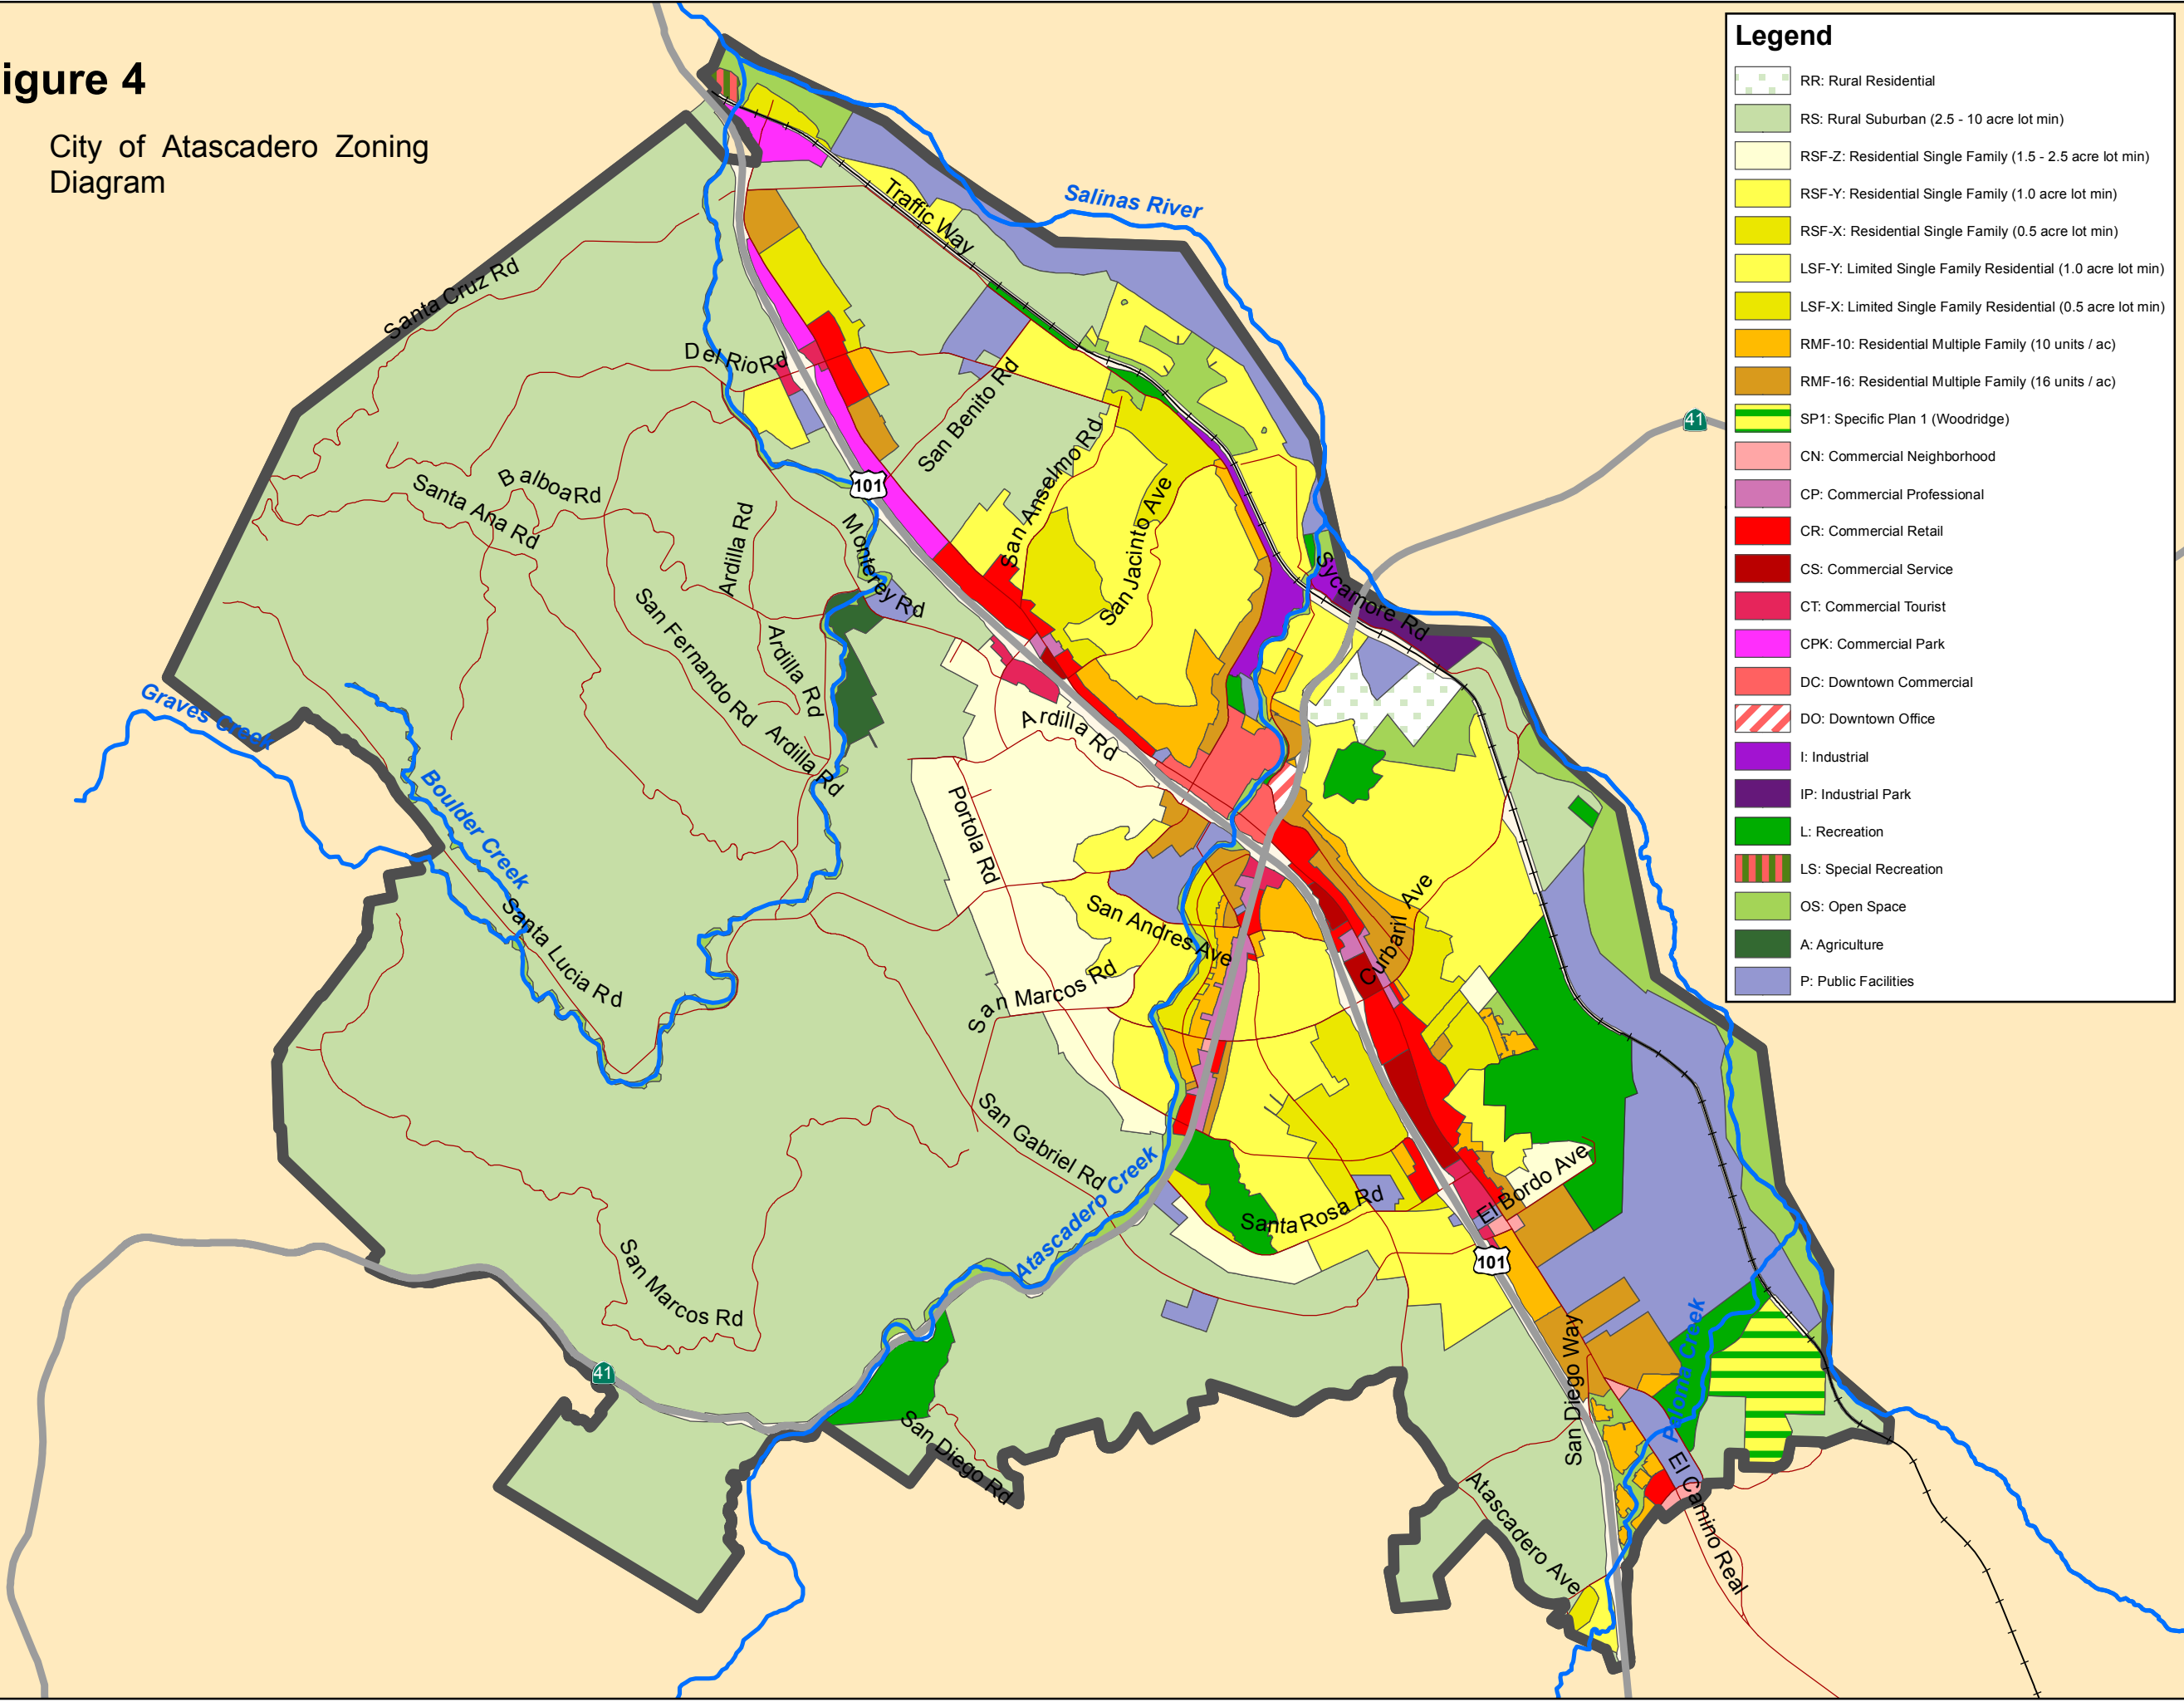 igure 4
City of Atascadero Zoning
Diagram
Legend
RR: Rural Residential
RS: Rural Suburban (2.5 - 10 acre lot min)
RSF-Z: Residential Single Family (1.5 - 2.5 acre lot min)
RSF-Y: Residential Single Family (1.0 acre lot min)
RSF-X: Residential Single Family (0.5 acre lot min)
LSF-Y: Limited Single Family Residential (1.0 acre lot min)
LSF-X: Limited Single Family Residential (0.5 acre lot min)
RMF-10: Residential Multiple Family (10 units / ac)
RMF-16: Residential Multiple Family (16 units / ac)
SP1: Specific Plan 1 (Woodridge)
CN: Commercial Neighborhood
CP: Commercial Professional
CR: Commercial Retail
CS: Commercial Service
CT: Commercial Tourist
CPK: Commercial Park
DC: Downtown Commercial
DO: Downtown Office
I: Industrial
IP: Industrial Park
L: Recreation
LS: Special Recreation
OS: Open Space
A: Agriculture
P: Public Facilities
Salinas River
Traffic Way
Santa Cruz Rd
Del Rio Rd
San Benito Rd
41
San Anselmo Rd
Balboa Rd
Santa Ana Rd
101
San Jacinto Ave
Ardilla Rd
Monterey Rd
Sycamore Rd
San Fernando Rd
Ardilla Rd
Graves Creek
Ardilla Rd
Ardilla Rd
Boulder Creek
Portola Rd
Santa Lucia Rd
San Andres Ave
Curbaril Ave
San Marcos Rd
San Gabriel Rd
Atascadero Creek
Santa Rosa Rd
El Bordo Ave
101
San Marcos Rd
41
San Diego Way
Paloma Creek
San Diego Rd
Atascadero Ave
El Camino Real